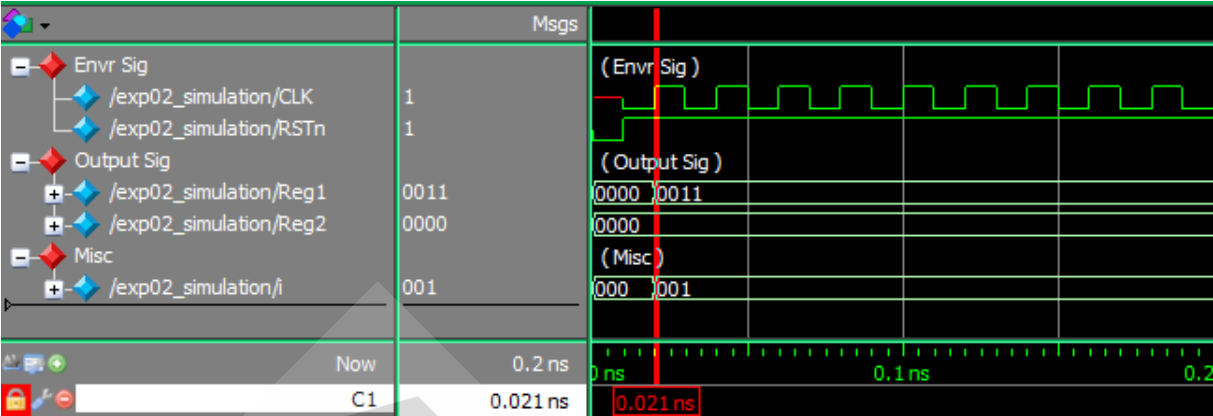 Msgs
Envr Sig
(Envr Sig)
/exp02_simulation/CLK 1
/exp02_simulation/RSTn 1
Output Sig
(Output Sig)
/exp02_simulation/Reg1 0011 0000 0011
/exp02_simulation/Reg2 0000 0000
Misc
(Misc)
/exp02_simulation/i 001 000 001
Now 0.2 ns 0 ns 0.1 ns 0.2
C1 0.021 ns 0.021 ns